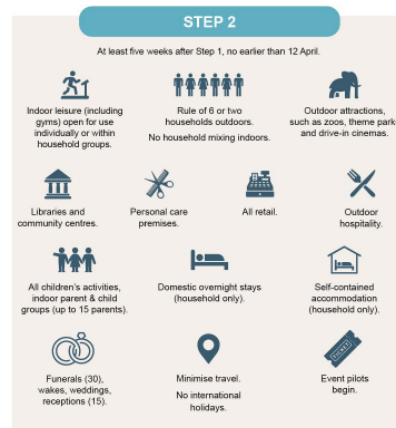 STEP 2
At least five weeks after Step 1, no earlier than 12 April.
Indoor leisure (including
gyms) open for use
individually or within
household groups.
Rule of 6 or two
households outdoors.
No household mixing indoors.
Outdoor attractions,
such as zoos, theme park
and drive-in cinemas.
Libraries and
community centres.
Personal care
premises.
All retail.
Outdoor
hospitality.
All children's activities,
indoor parent & child
groups (up to 15 parents).
Domestic overnight stays
(household only).
Self-contained
accommodation
(household only).
Funerals (30),
wakes, weddings,
receptions (15).
Minimise travel.
No international
holidays.
TICKET
Event pilots
begin.